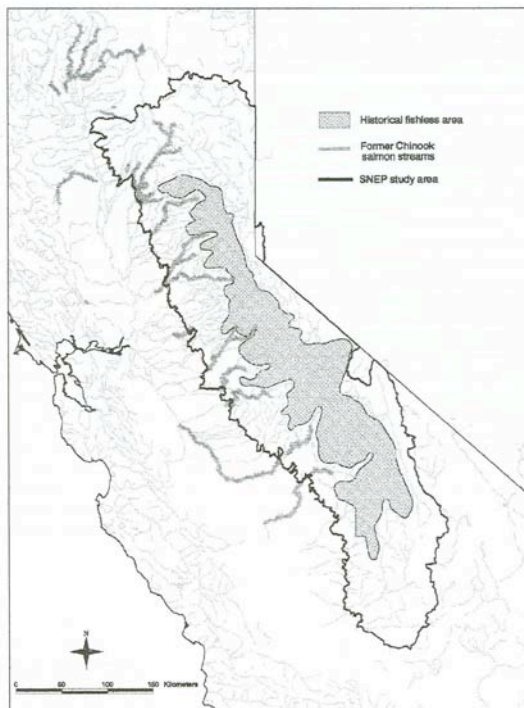 Historical fishless area
Former Chinook
salmon streams
SNEP study area
N
0 50 100 150 Kilometers